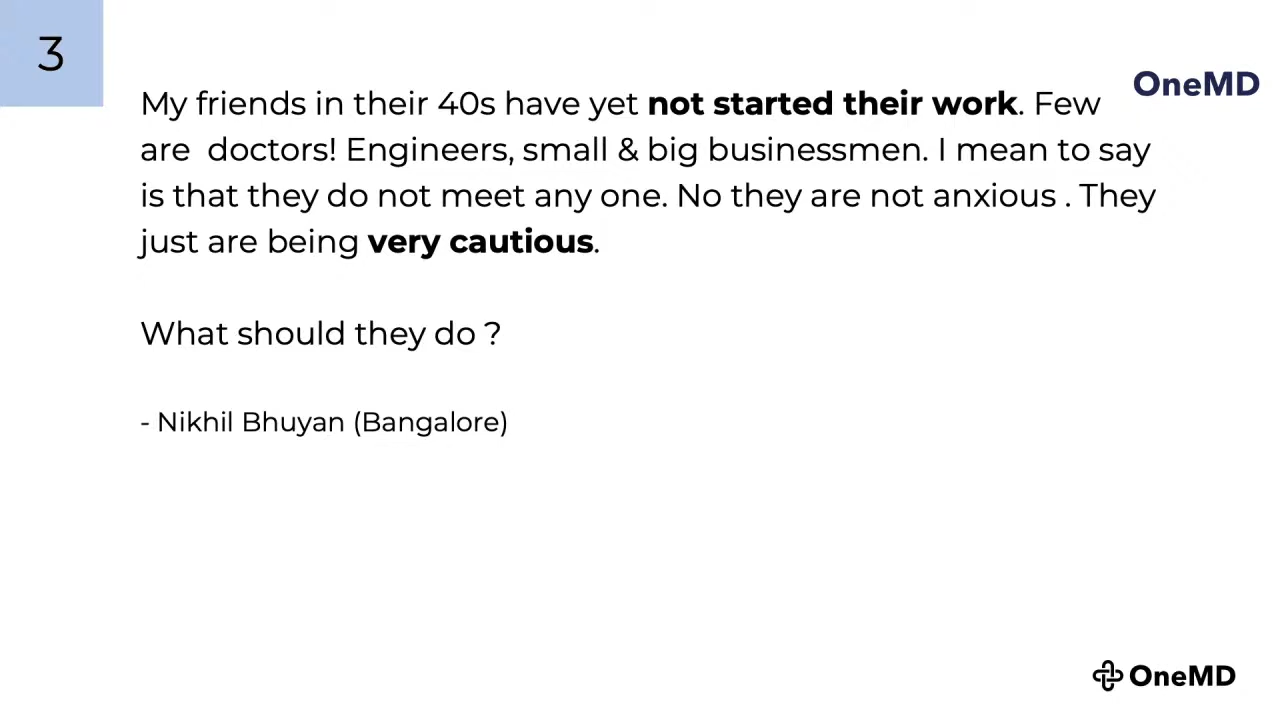 3
OneMD
My friends in their 40s have yet not started their work. Few
are doctors! Engineers, small & big businessmen. I mean to say
is that they do not meet any one. No they are not anxious . They
just are being very cautious.
What should they do ?
- Nikhil Bhuyan (Bangalore)
OneMD